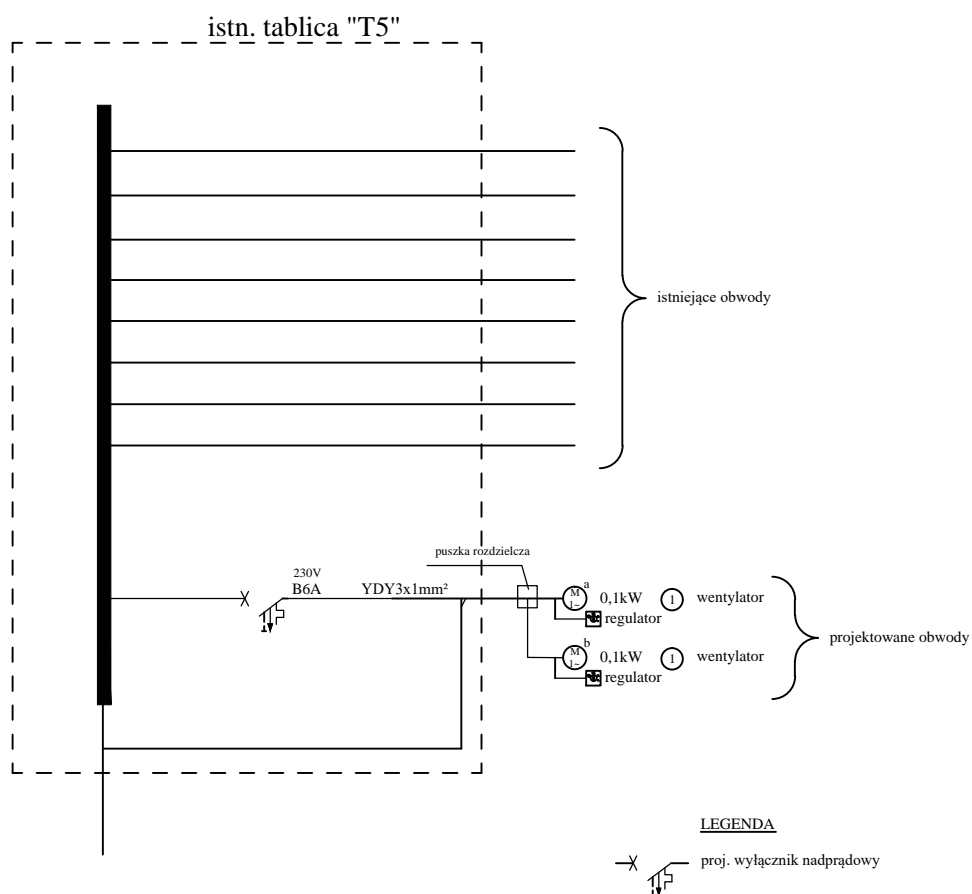 istn. tablica "T5"
istniejące obwody
puszka rozdzielcza
230V
B6A
YDY3x1mm²
M
1~
a
0,1kW
1
wentylator
regulator
projektowane obwody
M
1~
b
0,1kW
1
wentylator
regulator
LEGENDA
proj. wyłącznik nadprądowy